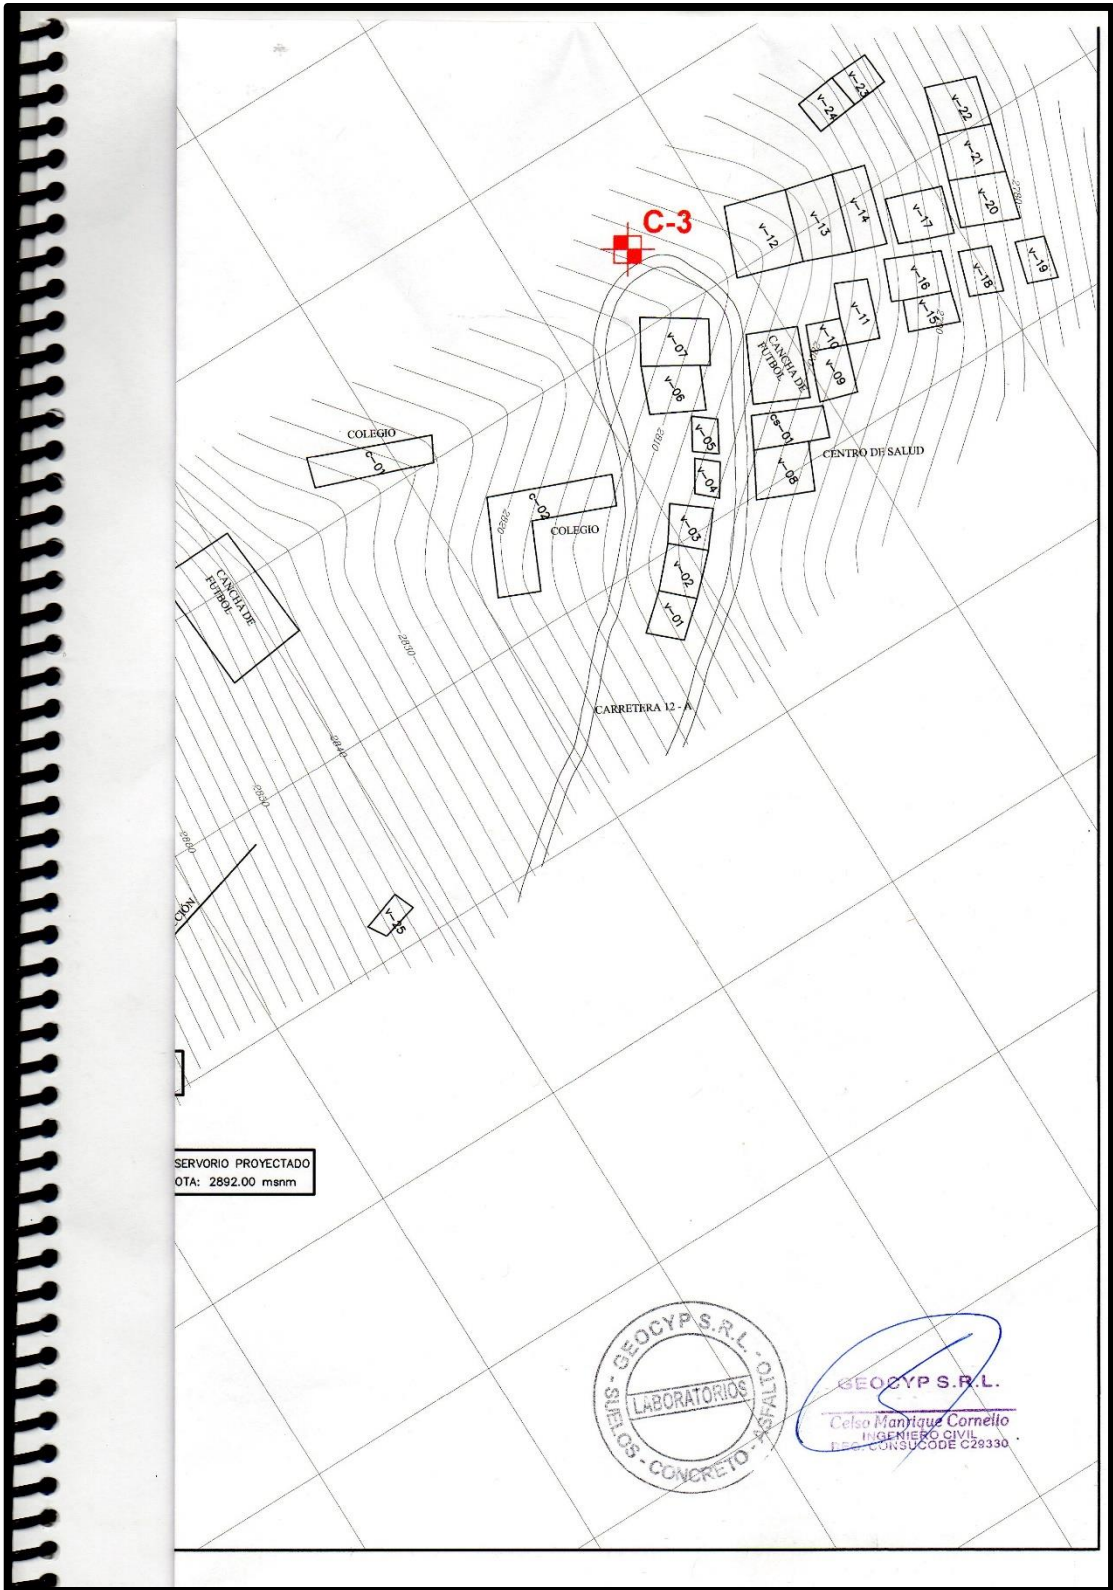 v-23
v-24
v-22
v-21
v-20
2780
C-3
v-12
v-13
v-14
v-17
v-16
v-15
v-18
v-19
v-11
v-10
v-09
v-07
v-06
CANCHA DE
FUTBOL
2810
v-05
v-04
cs-01
v-08
CENTRO DE SALUD
COLEGIO
c-01
c-02
2820
COLEGIO
v-03
v-02
v-01
CANCHA DE
FUTBOL
2830
CARRETERA 12 - A
2840
2850
2860
CIÓN
v-25
SERVORIO PROYECTADO
OTA: 2892.00 msnm
GEOCYP S.R.L.
LABORATORIOS
SUELOS - CONCRETO - ASFALTO
GEOCYP S.R.L.
Celso Manrique Cornelio
INGENIERO CIVIL
REG. CONSUCODE C29330